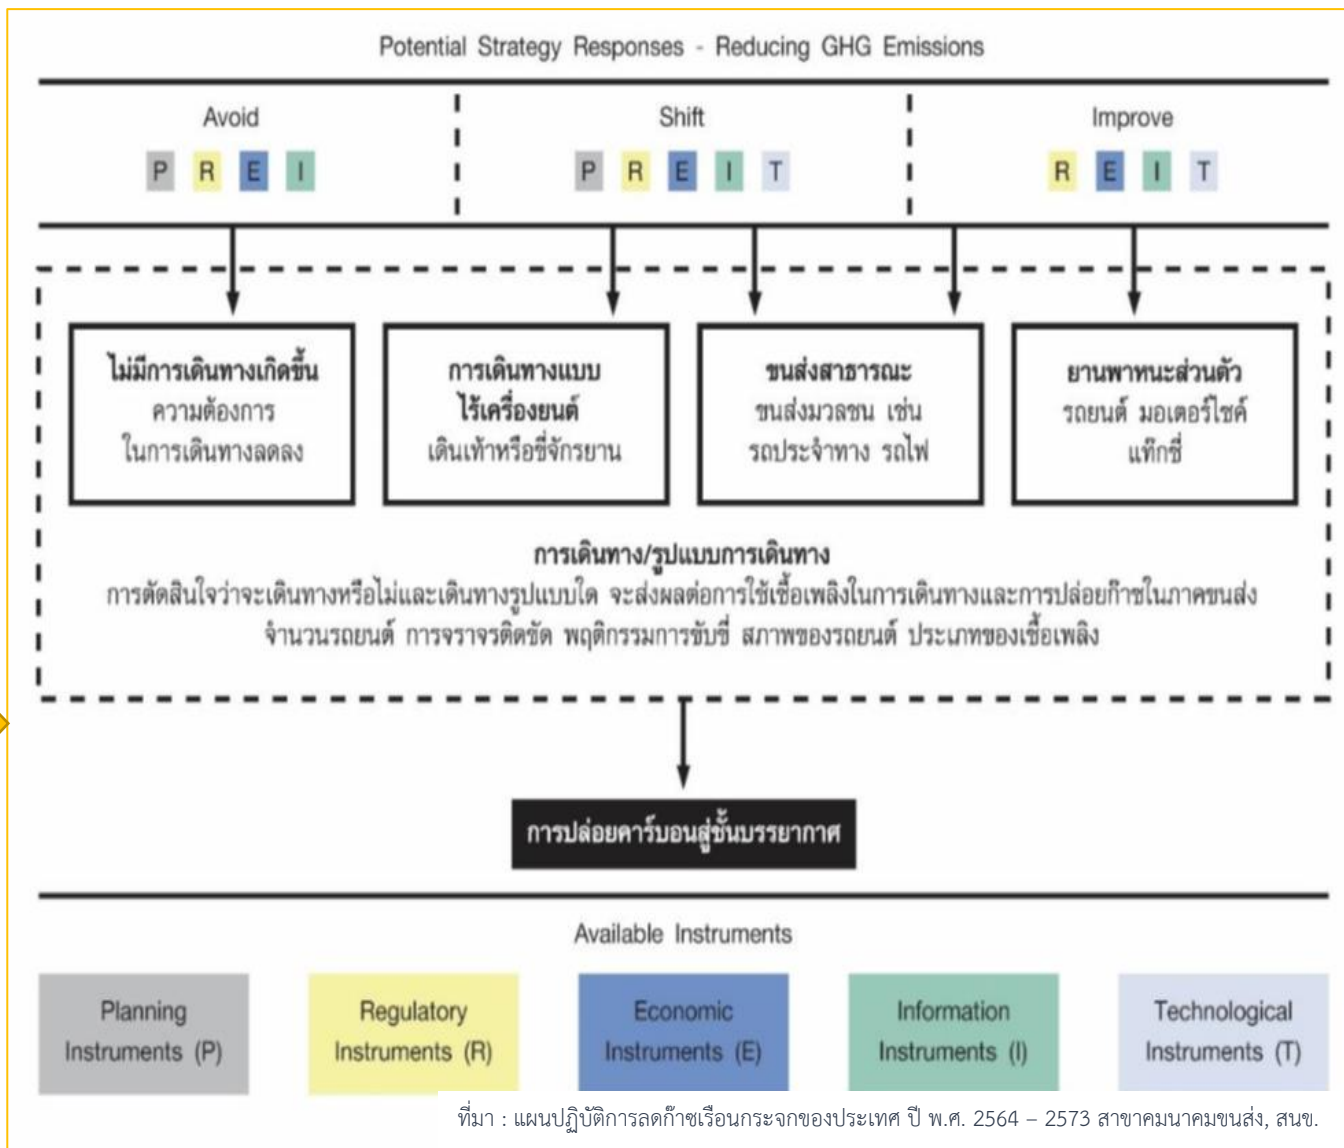 Potential Strategy Responses - Reducing GHG Emissions
Avoid
P R E I
Shift
P R E I T
Improve
R E I T
ไม่มีการเดินทางเกิดขึ้น
ความต้องการ
ในการเดินทางลดลง
การเดินทางแบบ
ไร้เครื่องยนต์
เดินเท้าหรือขี่จักรยาน
ขนส่งสาธารณะ
ขนส่งมวลชน เช่น
รถประจำทาง รถไฟ
ยานพาหนะส่วนตัว
รถยนต์ มอเตอร์ไซค์
แท๊กซี่
การเดินทาง/รูปแบบการเดินทาง
การตัดสินใจว่าจะเดินทางหรือไม่และเดินทางรูปแบบใด จะส่งผลต่อการใช้เชื้อเพลิงในการเดินทางและการปล่อยก๊าซในภาคขนส่ง
จำนวนรถยนต์ การจราจรติดขัด พฤติกรรมการขับขี่ สภาพของรถยนต์ ประเภทของเชื้อเพลิง
การปล่อยคาร์บอนสู่ชั้นบรรยากาศ
Available Instruments
Planning
Instruments (P)
Regulatory
Instruments (R)
Economic
Instruments (E)
Information
Instruments (I)
Technological
Instruments (T)
ที่มา : แผนปฏิบัติการลดก๊าซเรือนกระจกของประเทศ ปี พ.ศ. 2564 – 2573 สาขาคมนาคมขนส่ง, สนข.